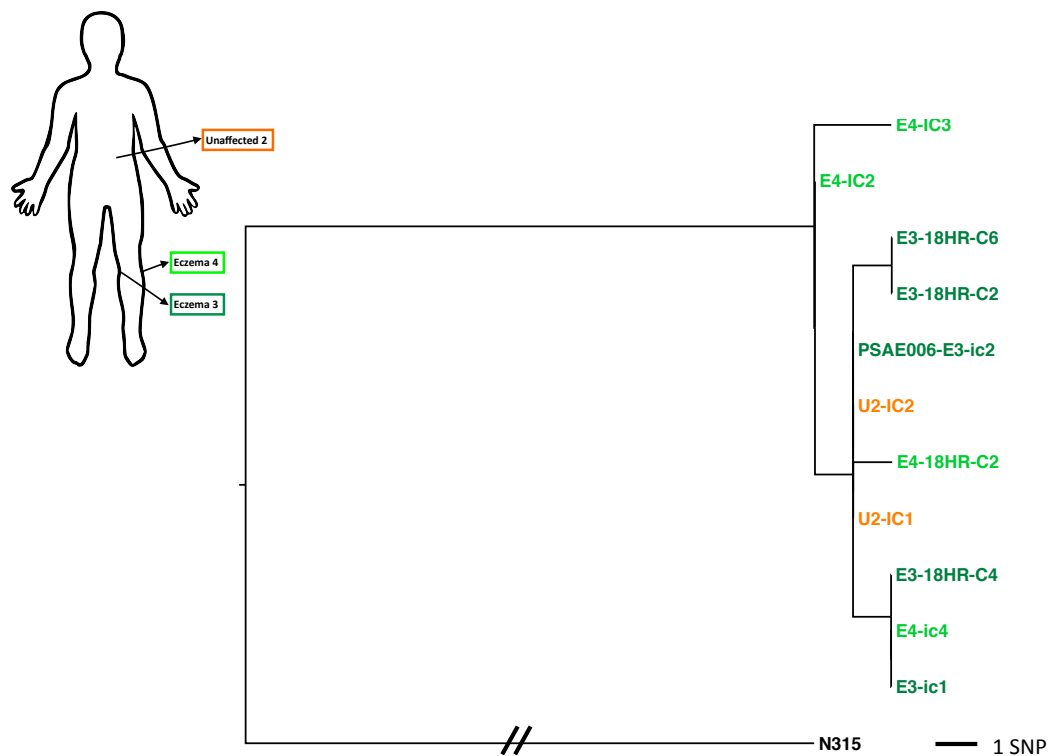 Unaffected 2
Eczema 4
Eczema 3
E4-IC3
E4-IC2
E3-18HR-C6
E3-18HR-C2
PSAE006-E3-ic2
U2-IC2
E4-18HR-C2
U2-IC1
E3-18HR-C4
E4-ic4
E3-ic1
N315
1 SNP